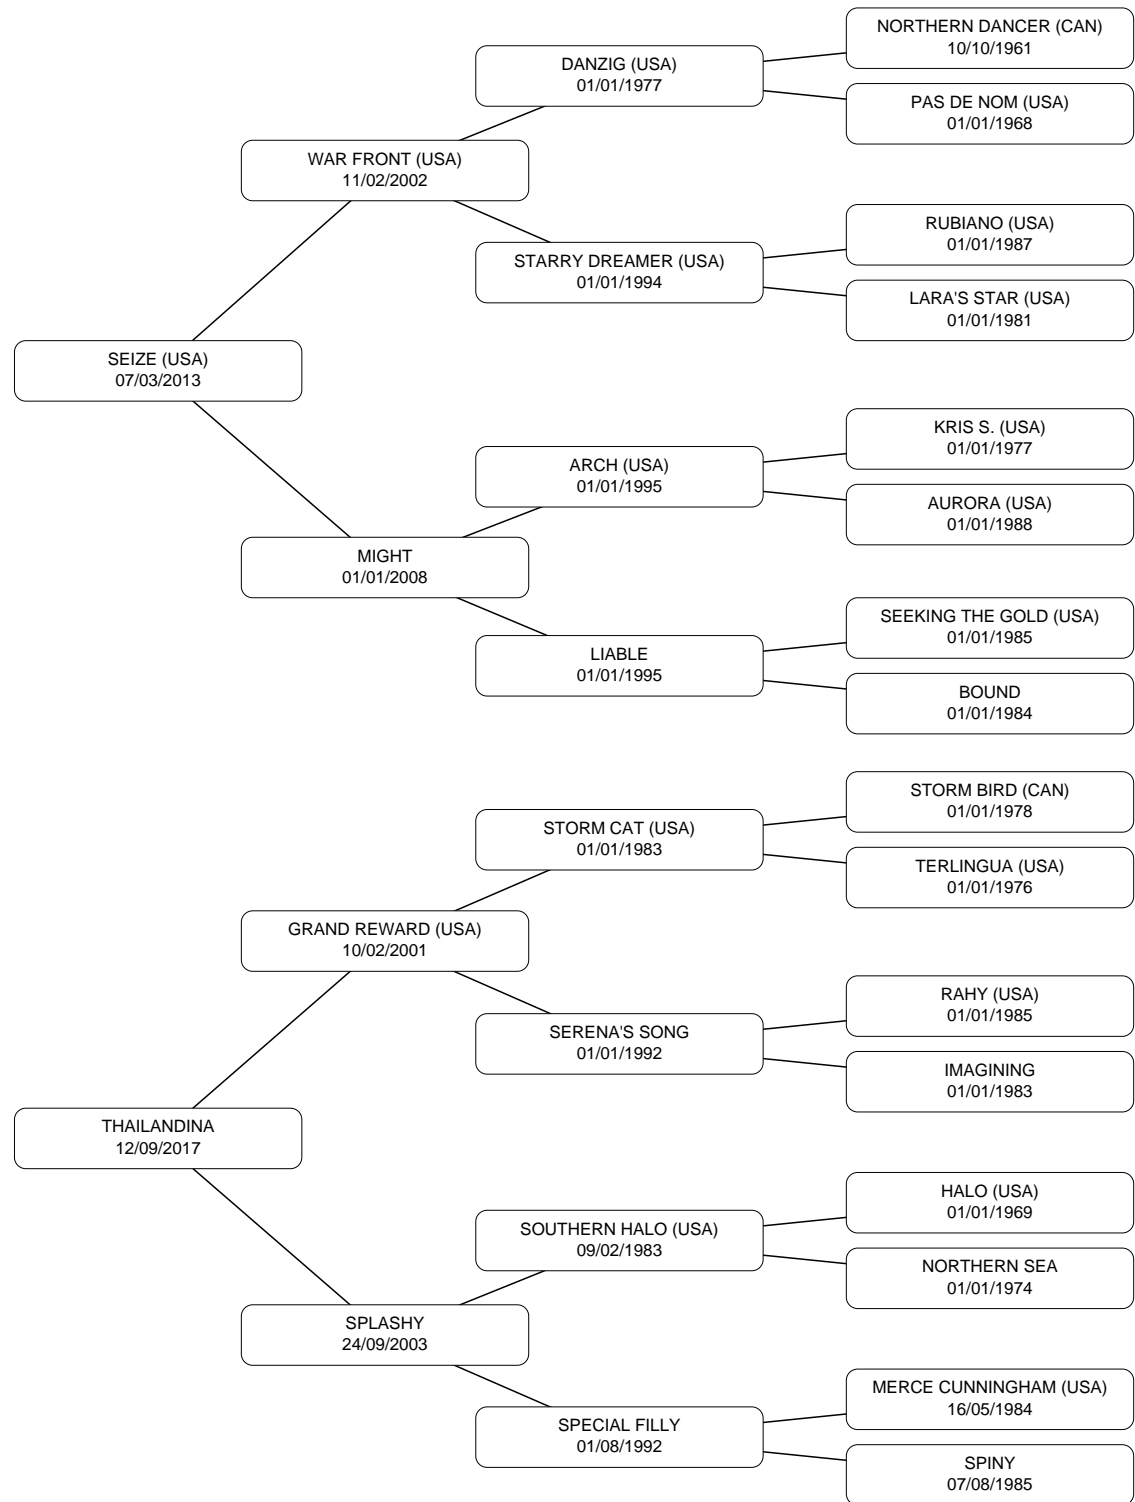 NORTHERN DANCER (CAN)
10/10/1961
DANZIG (USA)
01/01/1977
PAS DE NOM (USA)
01/01/1968
WAR FRONT (USA)
11/02/2002
RUBIANO (USA)
01/01/1987
STARRY DREAMER (USA)
01/01/1994
LARA'S STAR (USA)
01/01/1981
SEIZE (USA)
07/03/2013
KRIS S. (USA)
01/01/1977
ARCH (USA)
01/01/1995
AURORA (USA)
01/01/1988
MIGHT
01/01/2008
SEEKING THE GOLD (USA)
01/01/1985
LIABLE
01/01/1995
BOUND
01/01/1984
STORM BIRD (CAN)
01/01/1978
STORM CAT (USA)
01/01/1983
TERLINGUA (USA)
01/01/1976
GRAND REWARD (USA)
10/02/2001
RAHY (USA)
01/01/1985
SERENA'S SONG
01/01/1992
IMAGINING
01/01/1983
THAILANDINA
12/09/2017
HALO (USA)
01/01/1969
SOUTHERN HALO (USA)
09/02/1983
NORTHERN SEA
01/01/1974
SPLASHY
24/09/2003
MERCE CUNNINGHAM (USA)
16/05/1984
SPECIAL FILLY
01/08/1992
SPINY
07/08/1985